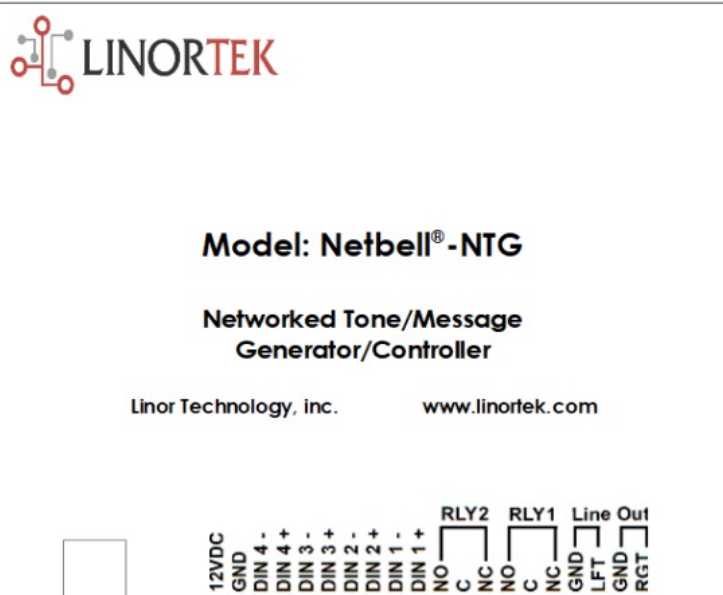 LINORTEK
Model: Netbell®-NTG
Networked Tone/Message
Generator/Controller
Linor Technology, inc. www.linortek.com
RLY2 RLY1 Line Out
12VDC
GND
DIN 4 -
DIN 4 +
DIN 3 -
DIN 3 +
DIN 2 -
DIN 2+
DIN 1 -
DIN 1 +
NO
C
NC
NO
C
NC
GND
LFT
GND
RGT